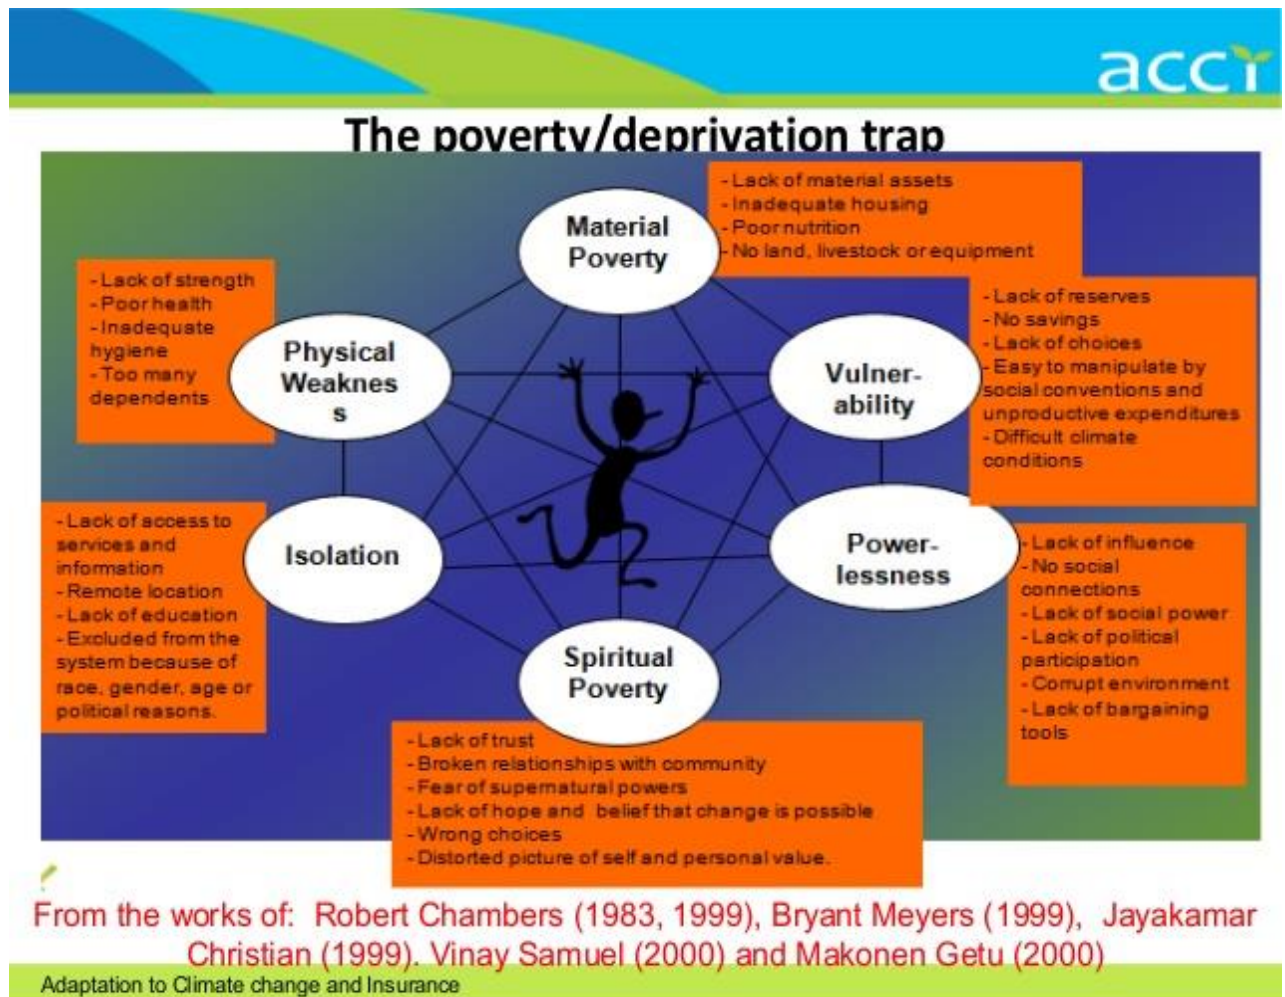 acci
The poverty/deprivation trap
Material
Poverty
- Lack of material assets
- Inadequate housing
- Poor nutrition
- No land, livestock or equipment
- Lack of strength
- Poor health
- Inadequate
hygiene
- Too many
dependents
Physical
Weaknes
s
Vulner-
ability
- Lack of reserves
- No savings
- Lack of choices
- Easy to manipulate by
social conventions and
unproductive expenditures
- Difficult climate
conditions
- Lack of access to
services and
information
- Remote location
- Lack of education
- Excluded from the
system because of
race, gender, age or
political reasons.
Isolation
Power-
lessness
- Lack of influence
- No social
connections
- Lack of social power
- Lack of political
participation
- Corrupt environment
- Lack of bargaining
tools
Spiritual
Poverty
- Lack of trust
- Broken relationships with community
- Fear of supernatural powers
- Lack of hope and belief that change is possible
- Wrong choices
- Distorted picture of self and personal value.
From the works of: Robert Chambers (1983, 1999), Bryant Meyers (1999), Jayakamar
Christian (1999). Vinay Samuel (2000) and Makonen Getu (2000)
Adaptation to Climate change and Insurance